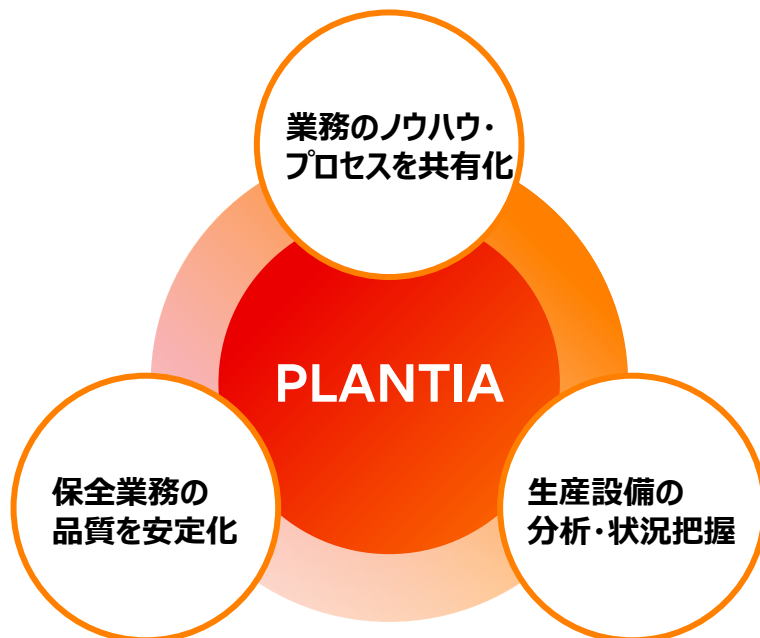 業務のノウハウ・
プロセスを共有化
PLANTIA
保全業務の
品質を安定化
生産設備の
分析・状況把握